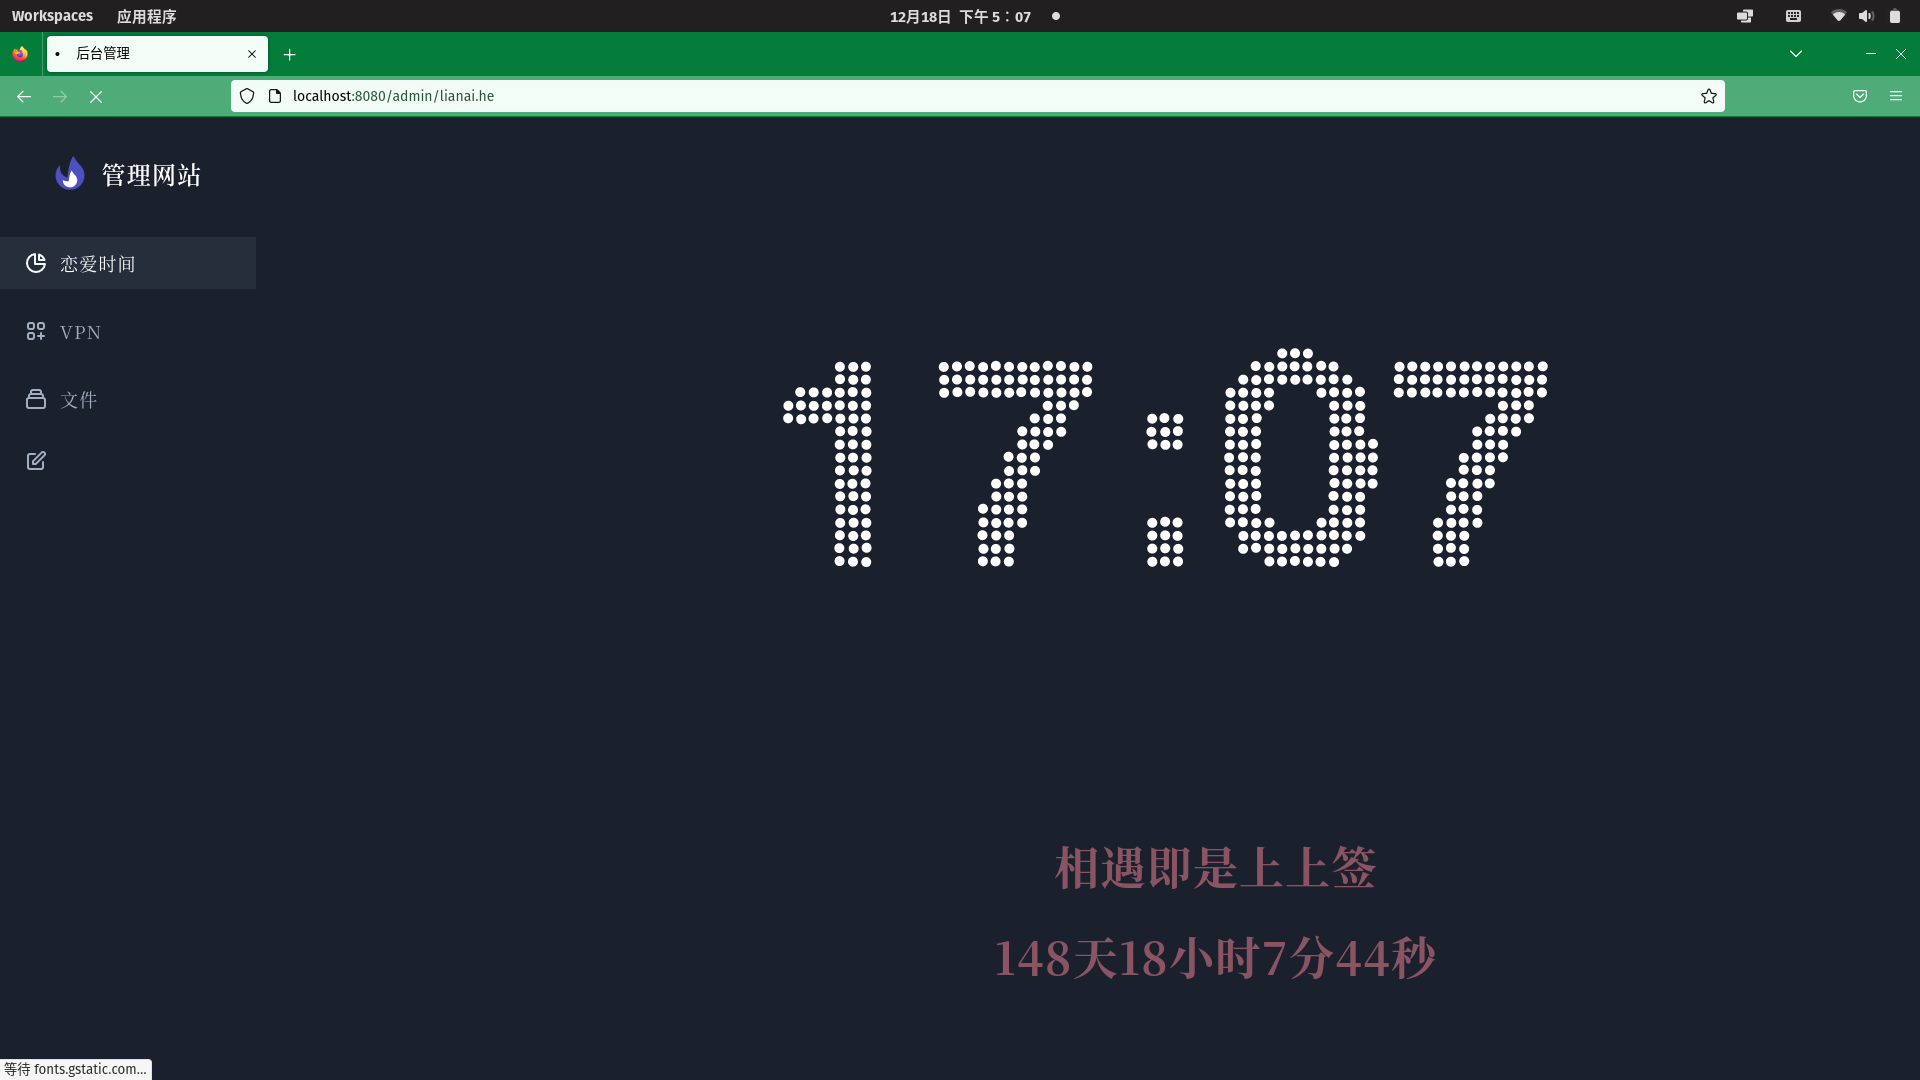 Workspaces 应用程序 12月18日 下午 5：07
后台管理
localhost:8080/admin/lianai.he
管理网站
恋爱时间
VPN
文件
17:07
相遇即是上上签
148天18小时7分44秒
等待 fonts.gstatic.com…